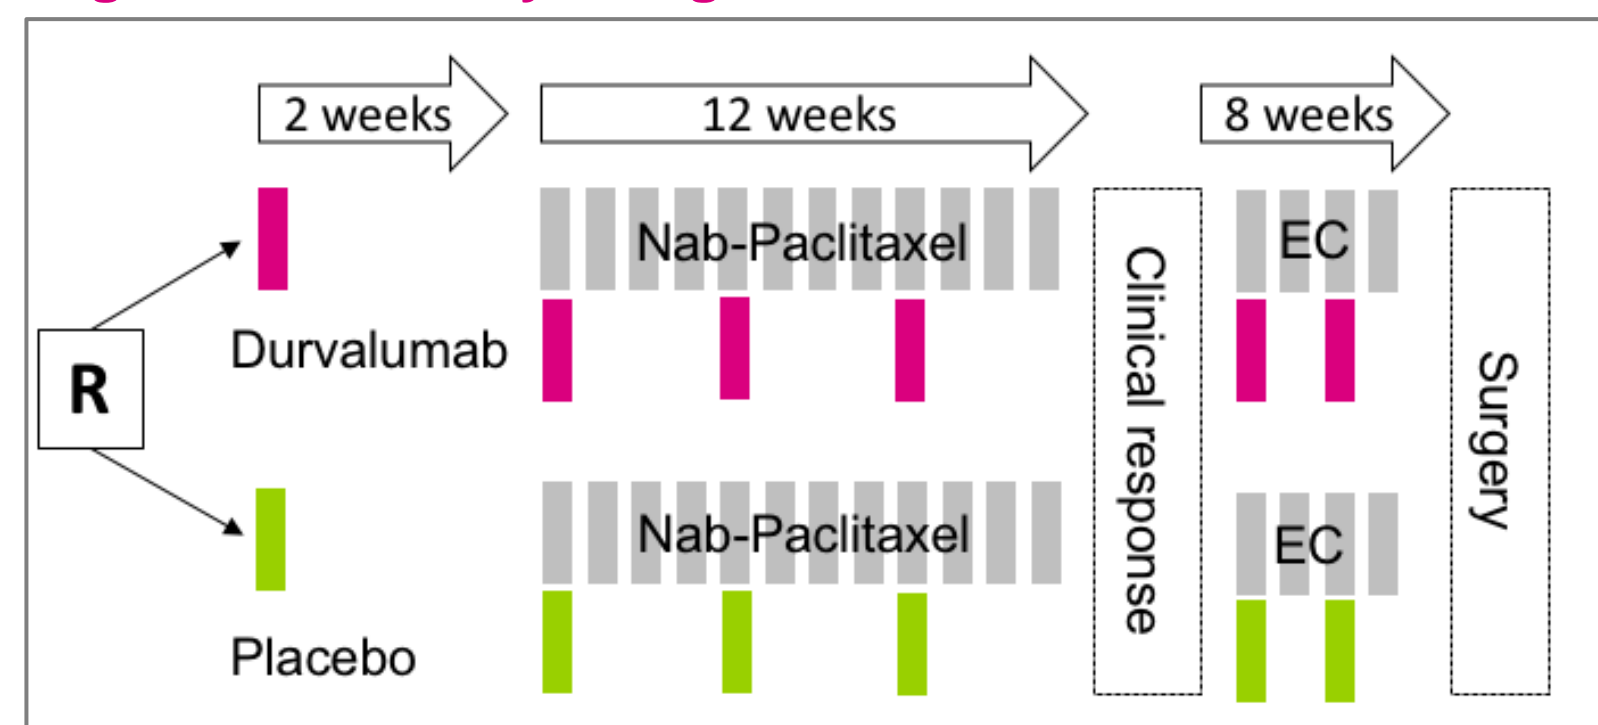 2 weeks
12 weeks
8 weeks
Nab-Paclitaxel
EC
Durvalumab
R
Clinical response
Surgery
Nab-Paclitaxel
EC
Placebo